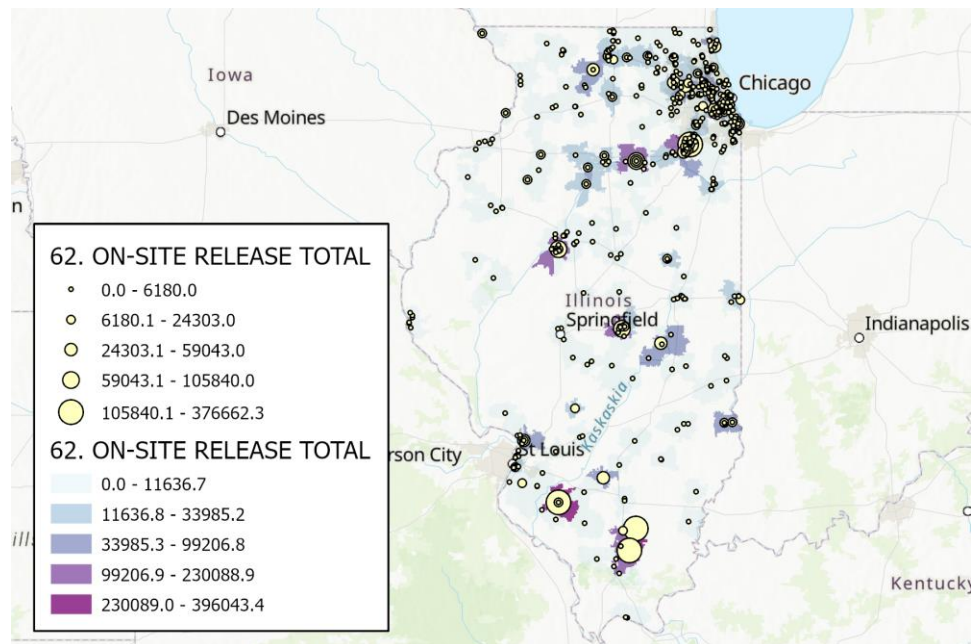 Iowa
Des Moines
Chicago
n
62. ON-SITE RELEASE TOTAL
0.0 - 6180.0
6180.1 - 24303.0
24303.1 - 59043.0
59043.1 - 105840.0
105840.1 - 376662.3
62. ON-SITE RELEASE TOTAL
0.0 - 11636.7
11636.8 - 33985.2
33985.3 - 99206.8
99206.9 - 230088.9
230089.0 - 396043.4
Illinois
Springfield
Indianapolis
Kaskaskia
rson City
St Louis
ills
Kentucky